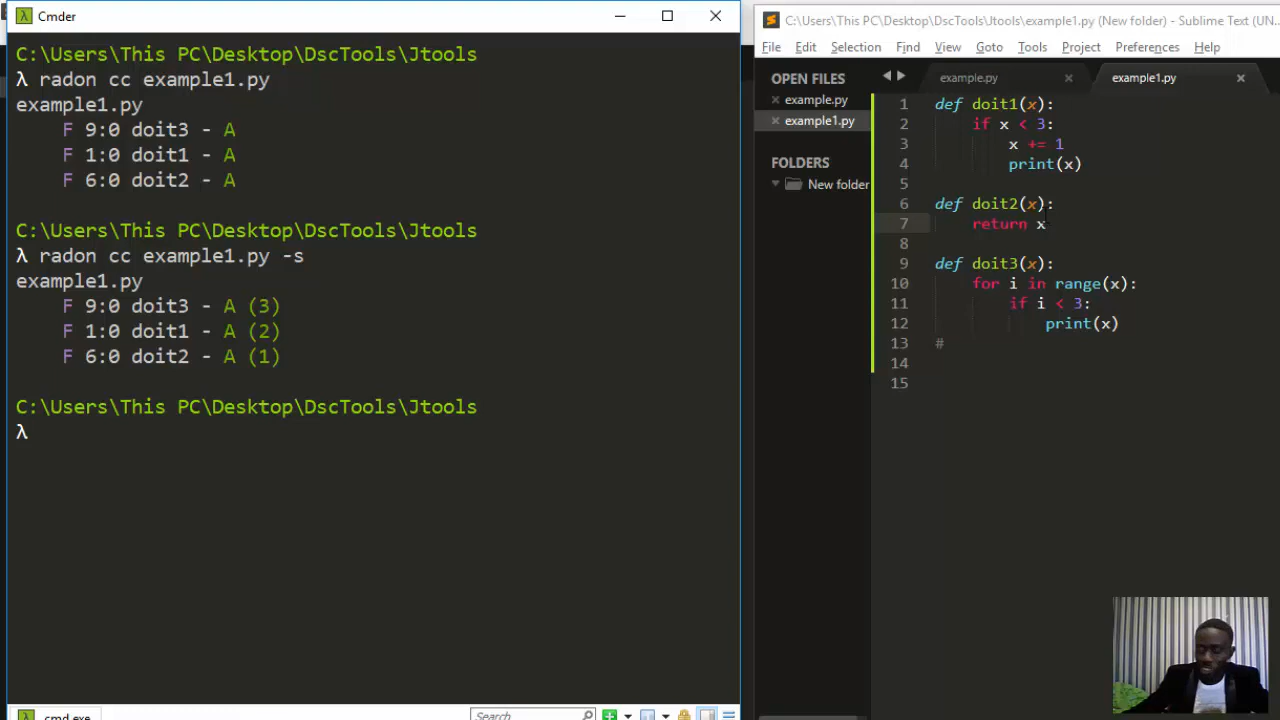 Cmder
C:\Users\This PC\Desktop\DscTools\Jtools
λ radon cc example1.py
example1.py
F 9:0 doit3 - A
F 1:0 doit1 - A
F 6:0 doit2 - A
C:\Users\This PC\Desktop\DscTools\Jtools
λ radon cc example1.py -s
example1.py
F 9:0 doit3 - A (3)
F 1:0 doit1 - A (2)
F 6:0 doit2 - A (1)
C:\Users\This PC\Desktop\DscTools\Jtools
λ
cmd.exe
Search
C:\Users\This PC\Desktop\DscTools\Jtools\example1.py (New folder) - Sublime Text (UN...
File Edit Selection Find View Goto Tools Project Preferences Help
OPEN FILES
example.py
example1.py
FOLDERS
New folder
example.py example1.py
1 def doit1(x):
2 if x < 3:
3 x += 1
4 print(x)
5
6 def doit2(x):
7 return x
8
9 def doit3(x):
10 for i in range(x):
11 if i < 3:
12 print(x)
13 #
14
15